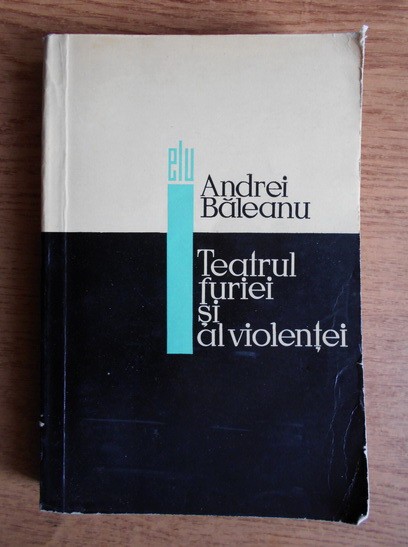 elu
Andrei
Băleanu
Teatrul
furiei
și
al violenței